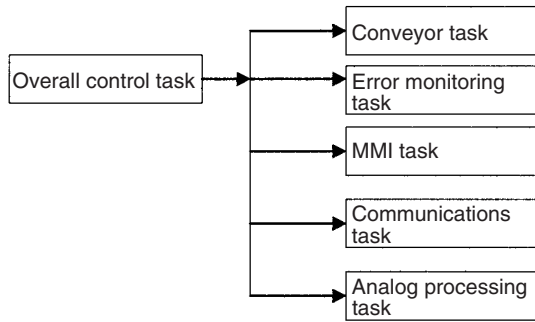 Conveyor task
Overall control task
Error monitoring
task
MMI task
Communications
task
Analog processing
task